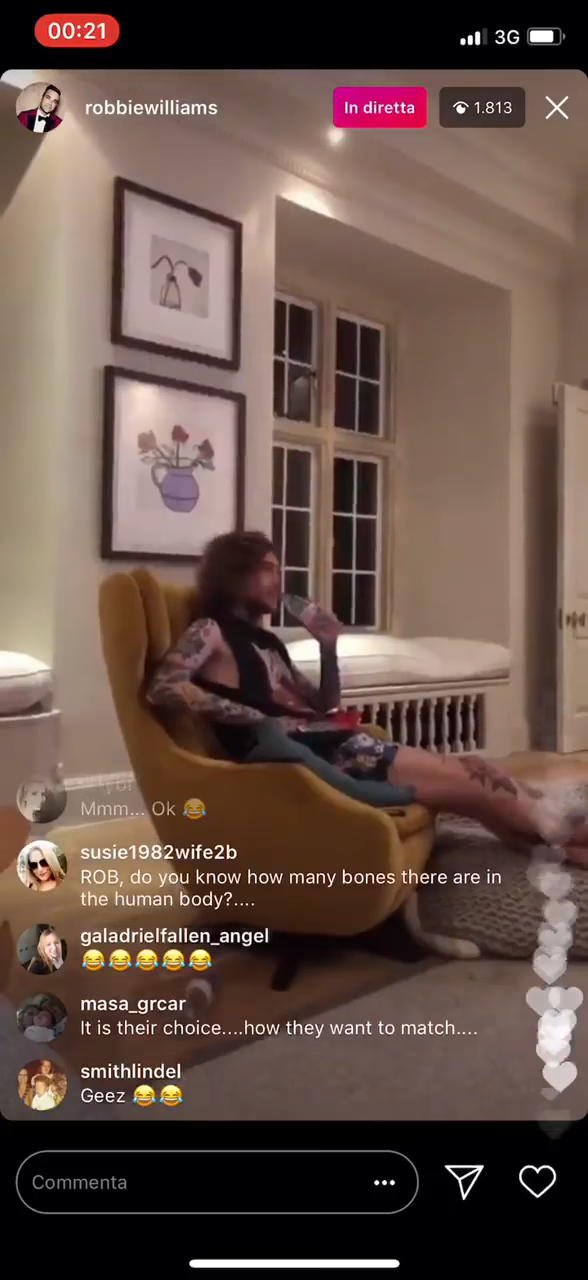 00:21
3G
robbiewilliams
In diretta
1.813
Mmm... Ok 😂
susie1982wife2b
ROB, do you know how many bones there are in
the human body?....
galadrielfallen_angel
😂😂😂😂😂
masa_grcar
It is their choice....how they want to match....
smithlindel
Geez 😂😂
Commenta